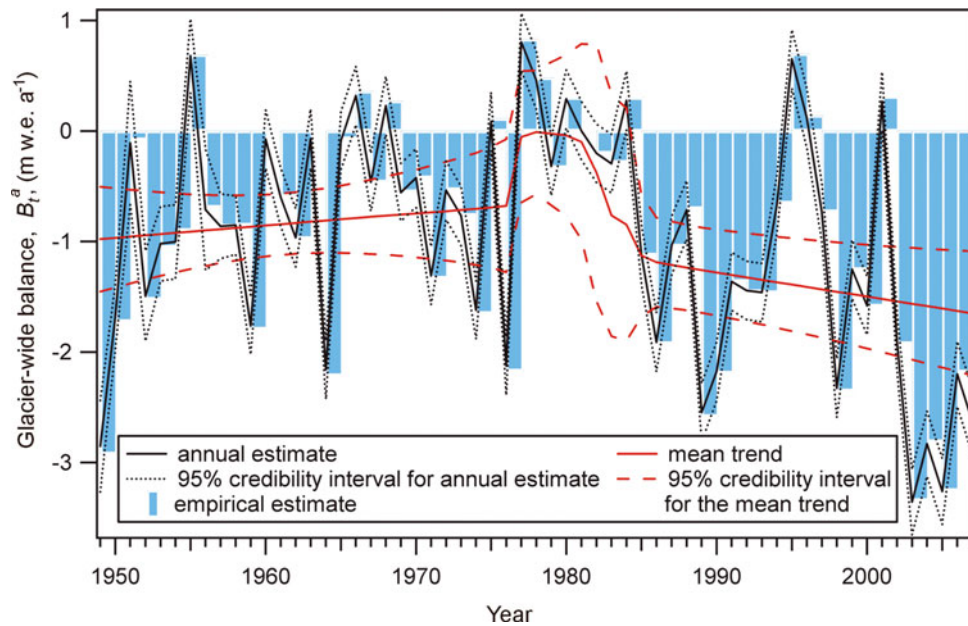 Glacier-wide balance, Bₜᵃ, (m w.e. a⁻¹)
1
0
-1
-2
-3
annual estimate
95% credibility interval for annual estimate
empirical estimate
mean trend
95% credibility interval
for the mean trend
1950 1960 1970 1980 1990 2000
Year